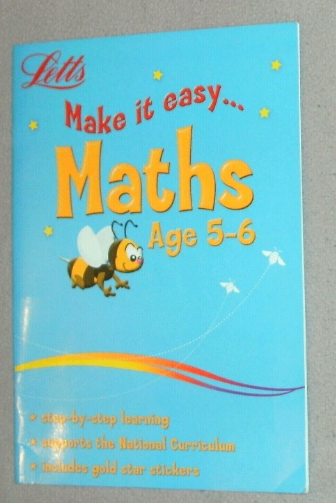 Letts
Make it easy...
Maths
Age 5-6
step-by-step learning
supports the National Curriculum
includes gold star stickers